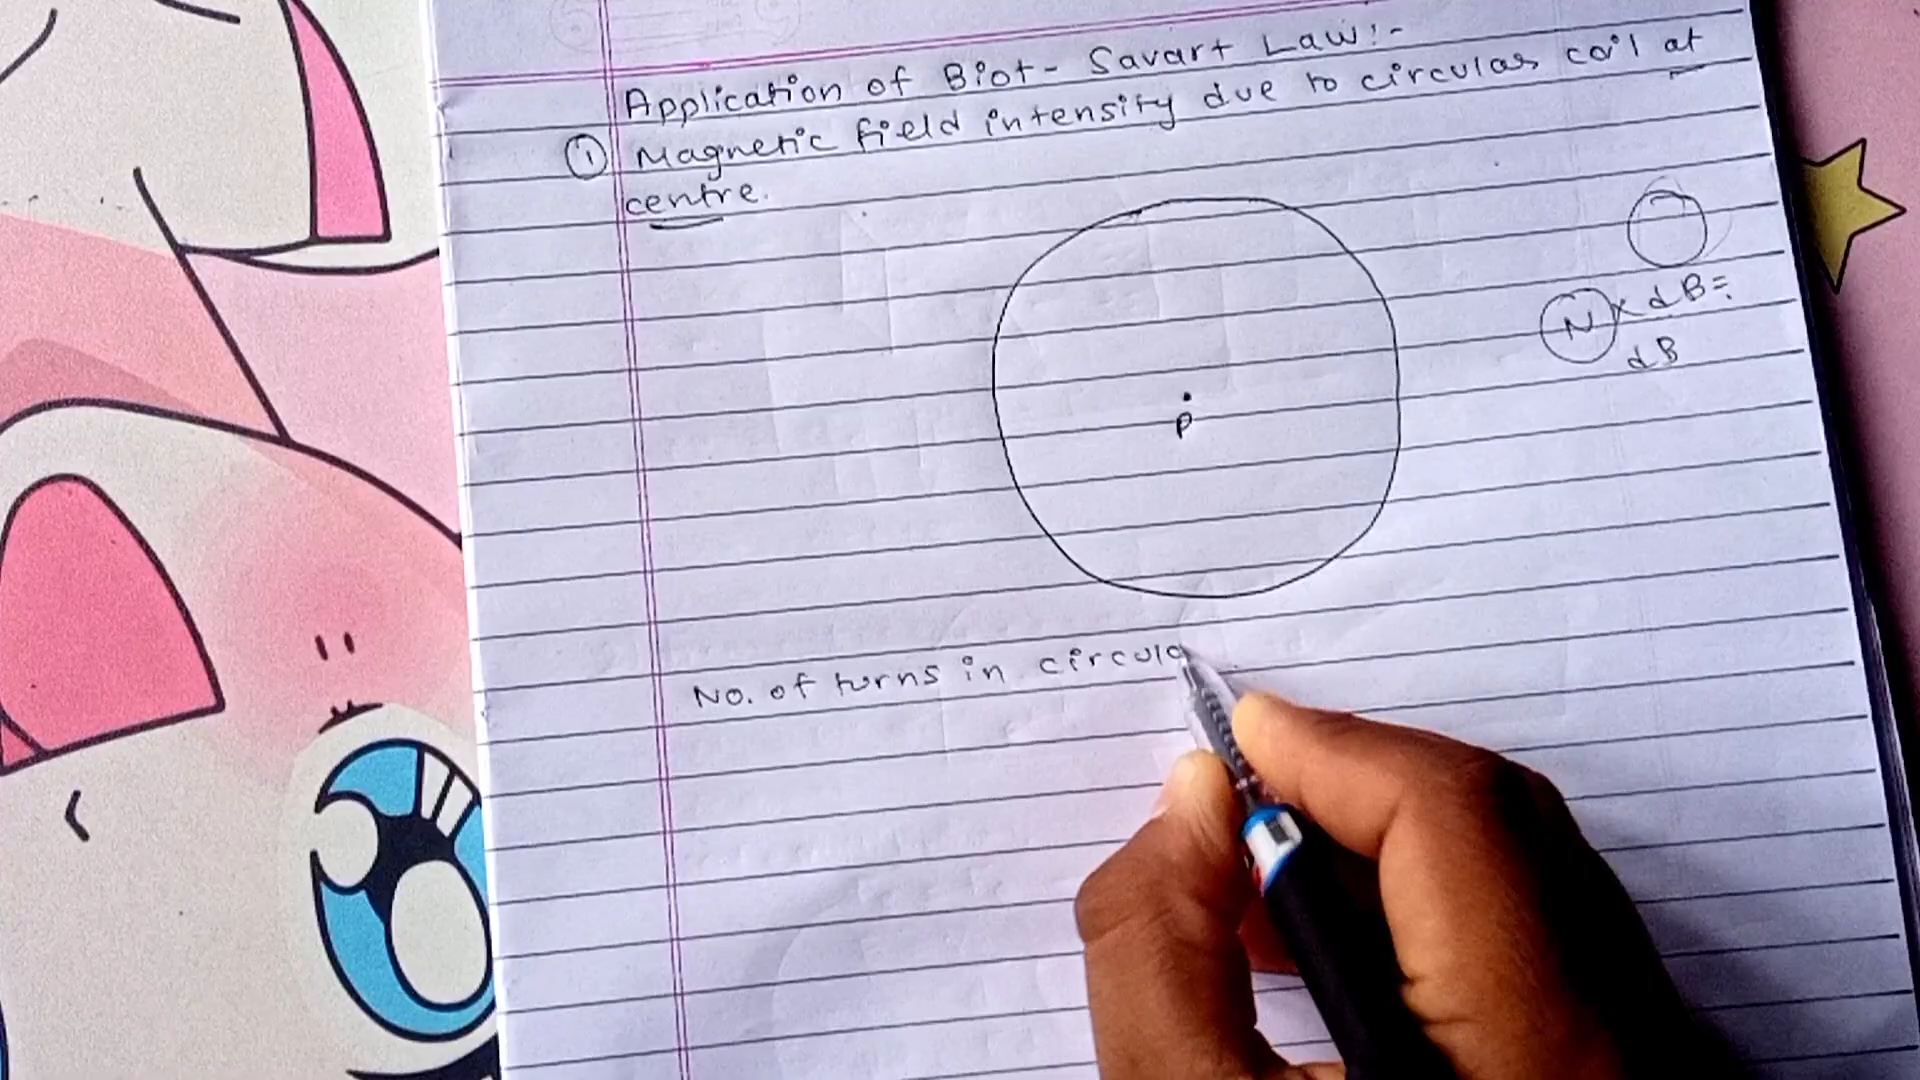 Application of Biot - Savart Law :-
① Magnetic field intensity due to circular coil at
centre.
N x dB =
dB
P
No. of turns in circula